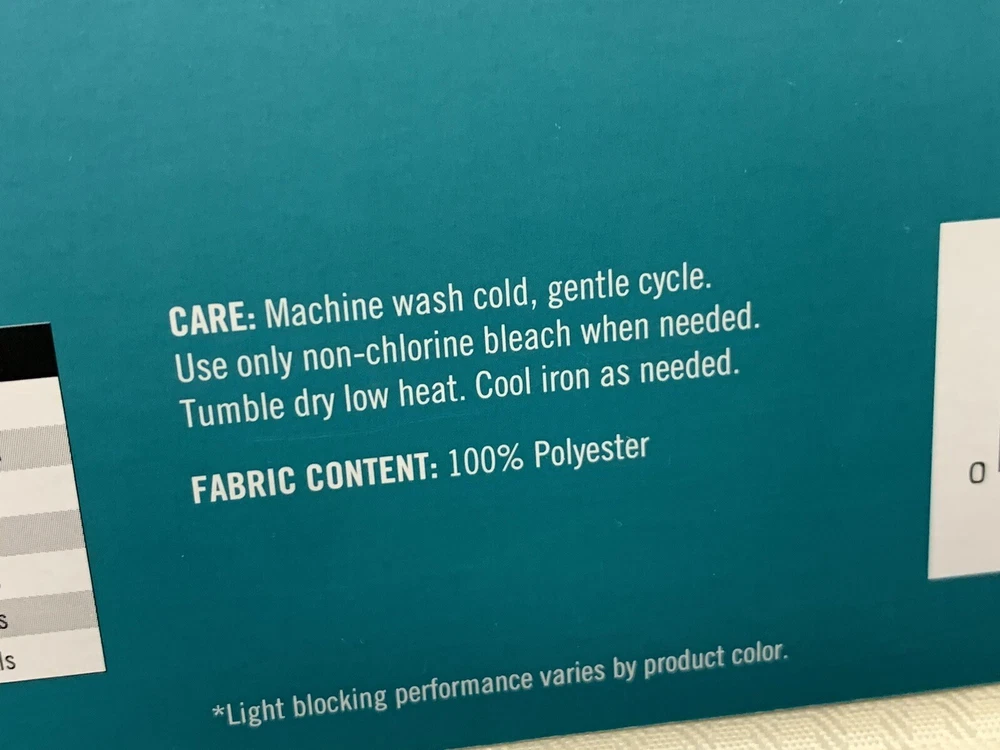 CARE: Machine wash cold, gentle cycle.
Use only non-chlorine bleach when needed.
Tumble dry low heat. Cool iron as needed.
FABRIC CONTENT: 100% Polyester
*Light blocking performance varies by product color.